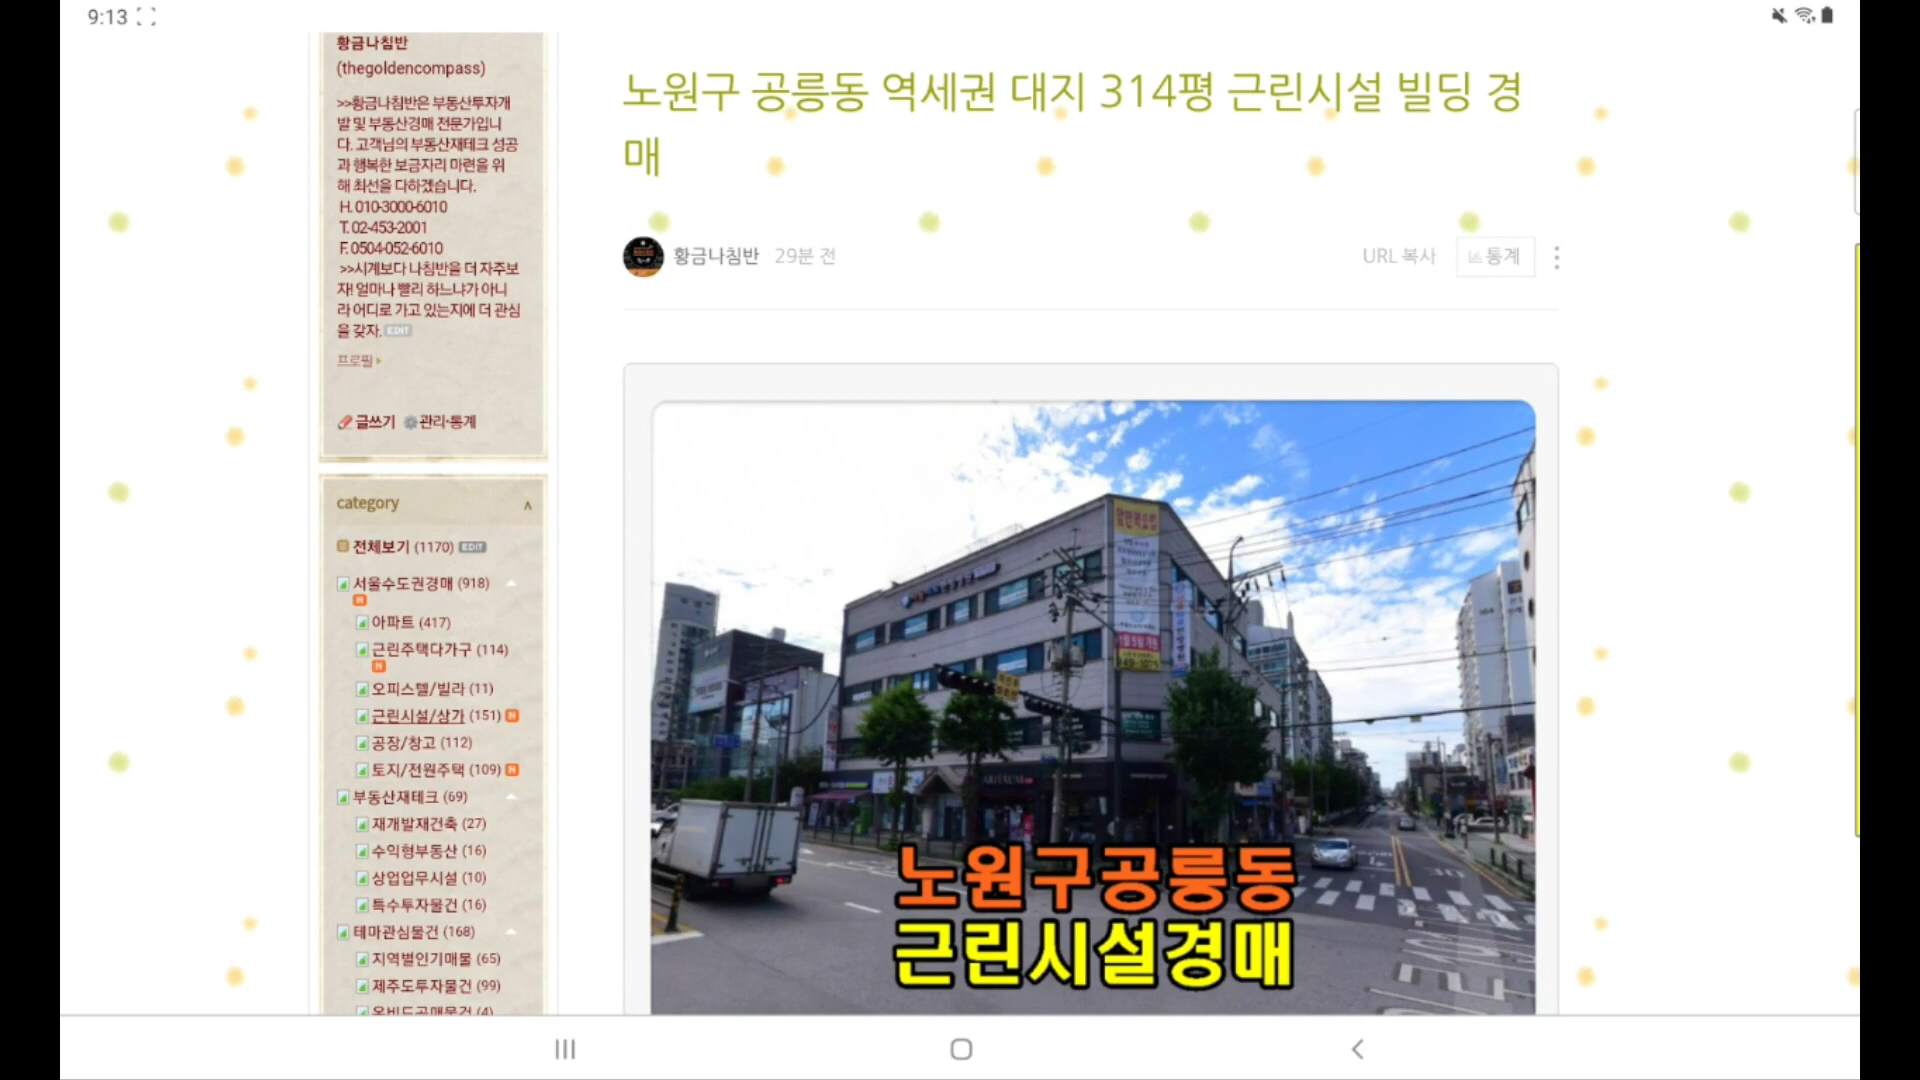 9:13
황금나침반
(thegoldencompass)
>>황금나침반은 부동산투자개
발 및 부동산경매 전문가입니
다. 고객님의 부동산재테크 성공
과 행복한 보금자리 마련을 위
해 최선을 다하겠습니다.
H. 010-3000-6010
T. 02-453-2001
F. 0504-052-6010
>>시계보다 나침반을 더 자주보
자! 얼마나 빨리 하느냐가 아니
라 어디로 가고 있는지에 더 관심
을 갖자. EDIT
프로필
글쓰기 관리·통계
category
전체보기 (1170) EDIT
서울수도권경매 (918)
N
아파트 (417)
근린주택다가구 (114)
N
오피스텔/빌라 (11)
근린시설/상가 (151) N
공장/창고 (112)
토지/전원주택 (109) N
부동산재테크 (69)
재개발재건축 (27)
수익형부동산 (16)
상업업무시설 (10)
특수투자물건 (16)
테마관심물건 (168)
지역별인기매물 (65)
제주도투자물건 (99)
온비드공매물건 (4)
노원구 공릉동 역세권 대지 314평 근린시설 빌딩 경
매
황금나침반 29분 전
URL 복사 통계
ARITAUM
노원구공릉동
근린시설경매